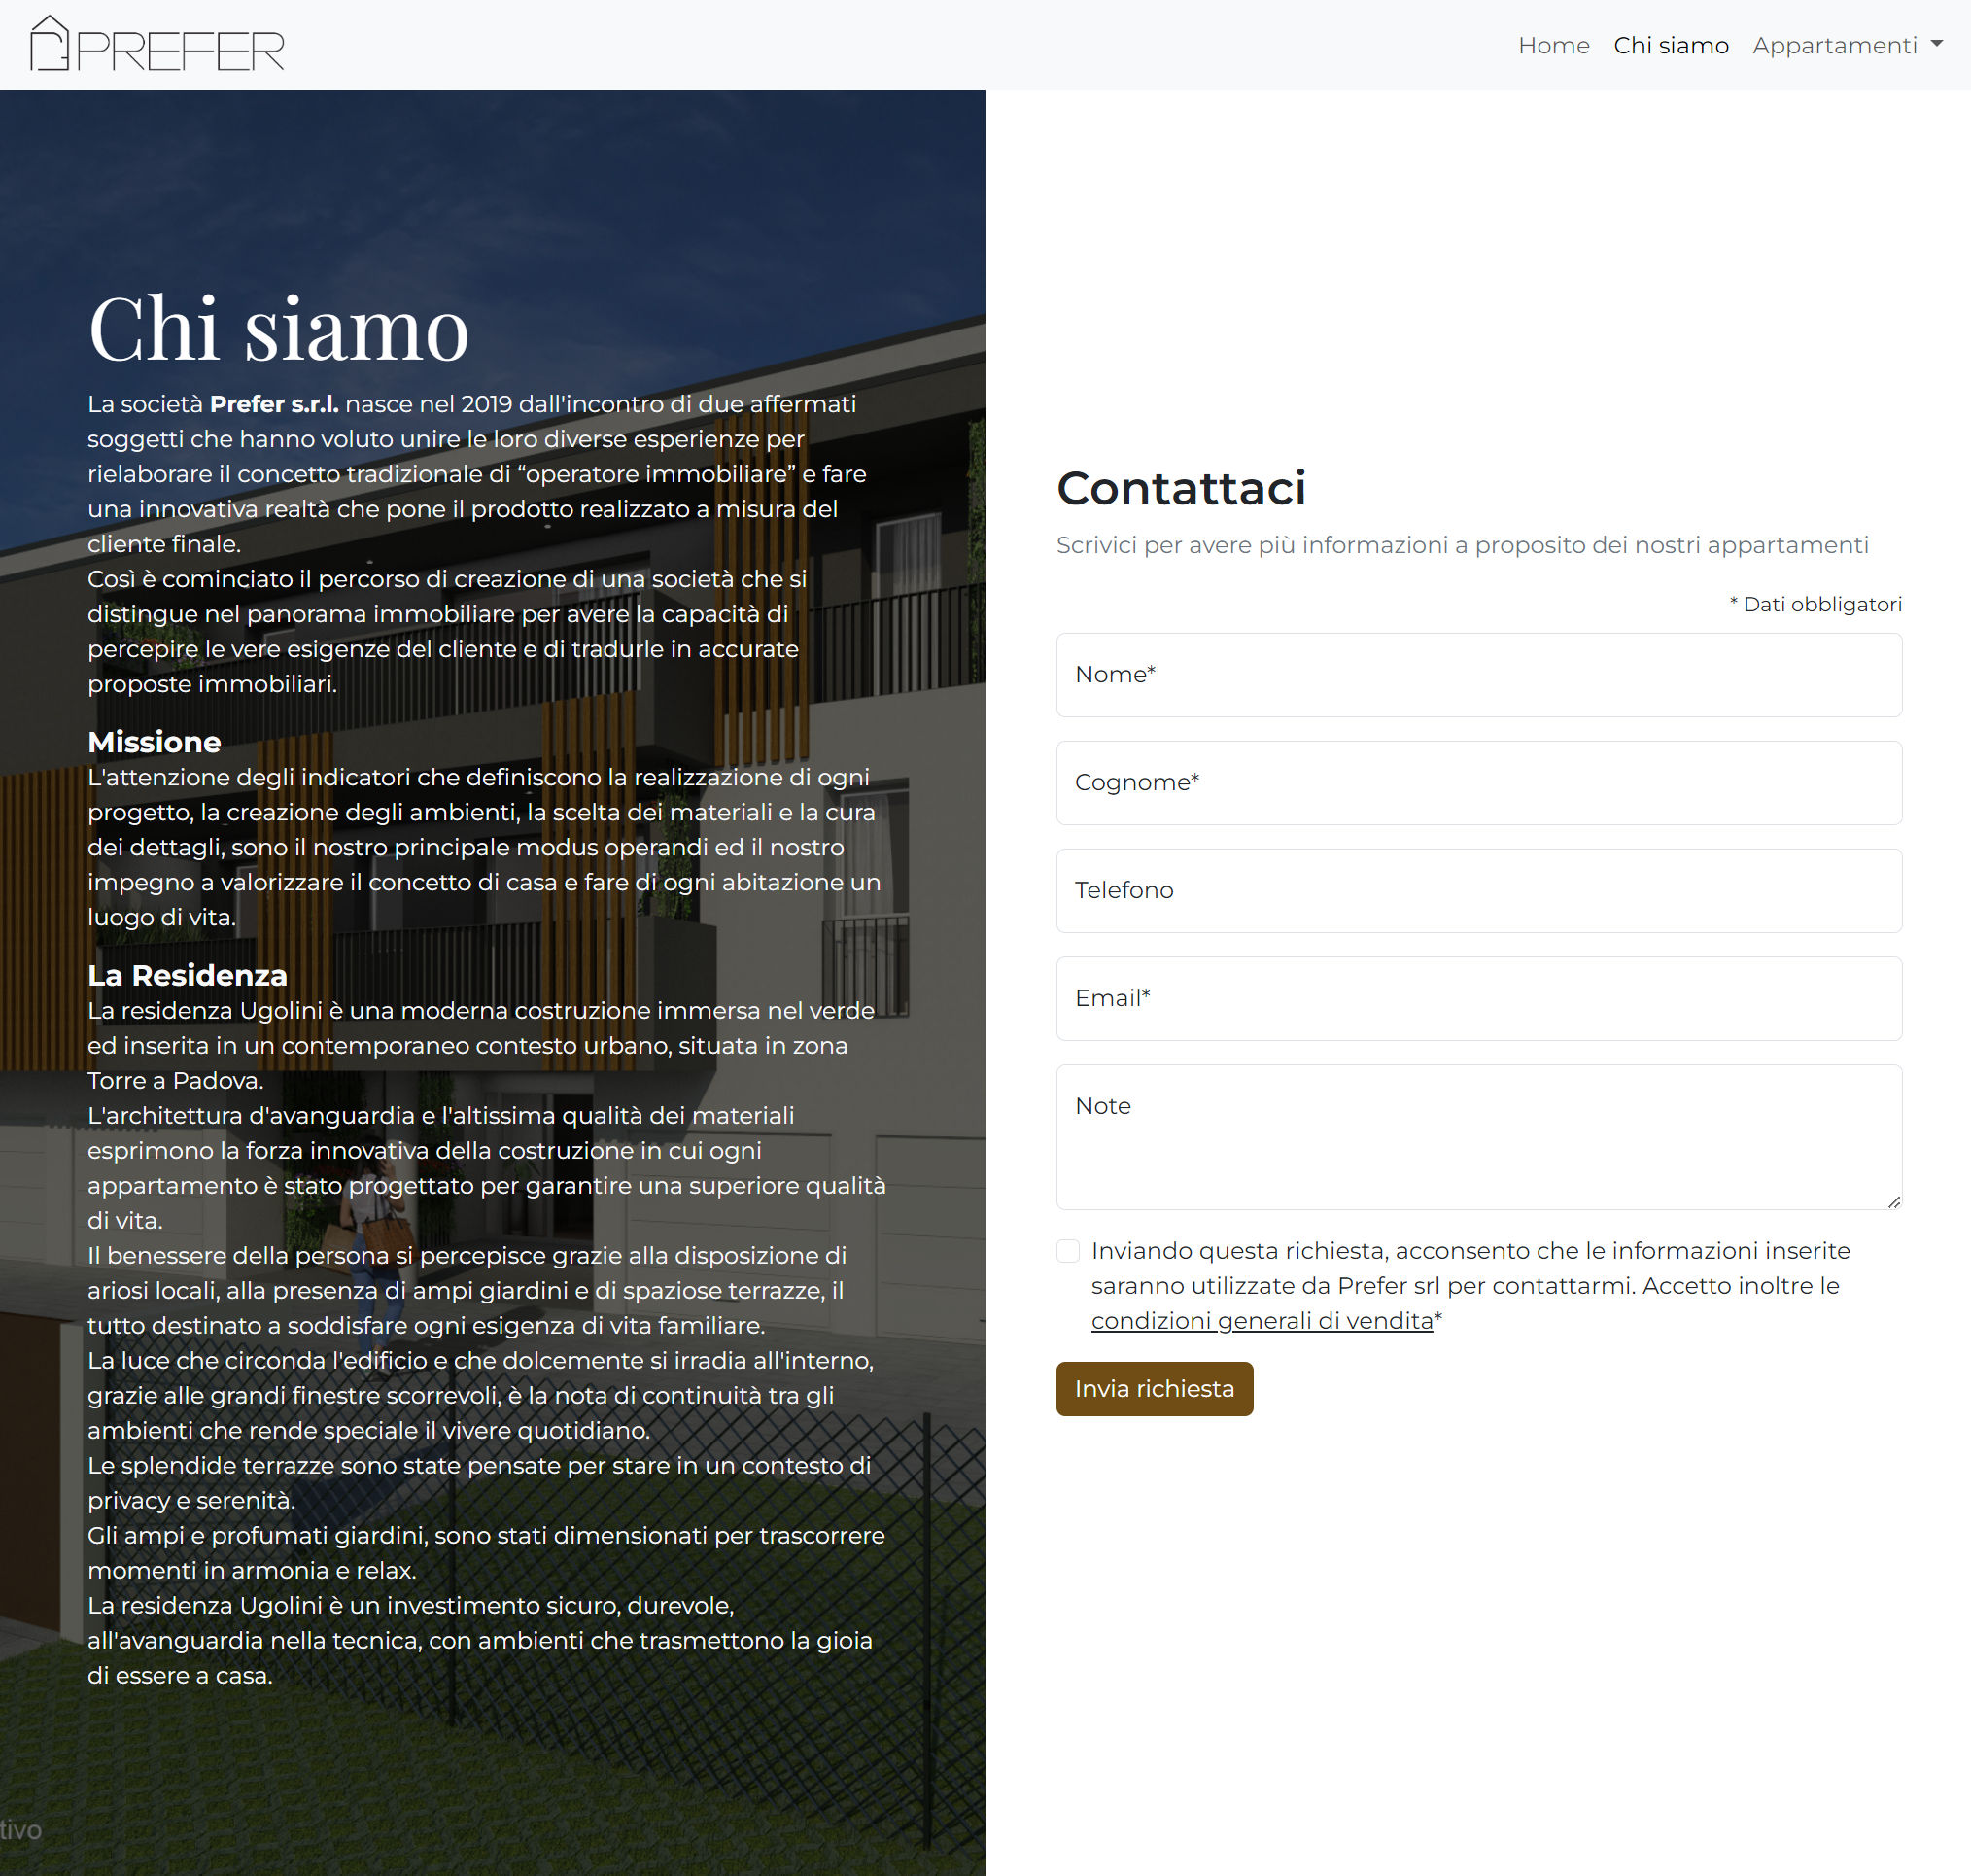 PREFER
Home Chi siamo Appartamenti
Chi siamo
La società Prefer s.r.l. nasce nel 2019 dall'incontro di due affermati
soggetti che hanno voluto unire le loro diverse esperienze per
rielaborare il concetto tradizionale di “operatore immobiliare” e fare
una innovativa realtà che pone il prodotto realizzato a misura del
cliente finale.
Così è cominciato il percorso di creazione di una società che si
distingue nel panorama immobiliare per avere la capacità di
percepire le vere esigenze del cliente e di tradurle in accurate
proposte immobiliari.
Missione
L'attenzione degli indicatori che definiscono la realizzazione di ogni
progetto, la creazione degli ambienti, la scelta dei materiali e la cura
dei dettagli, sono il nostro principale modus operandi ed il nostro
impegno a valorizzare il concetto di casa e fare di ogni abitazione un
luogo di vita.
La Residenza
La residenza Ugolini è una moderna costruzione immersa nel verde
ed inserita in un contemporaneo contesto urbano, situata in zona
Torre a Padova.
L'architettura d'avanguardia e l'altissima qualità dei materiali
esprimono la forza innovativa della costruzione in cui ogni
appartamento è stato progettato per garantire una superiore qualità
di vita.
Il benessere della persona si percepisce grazie alla disposizione di
ariosi locali, alla presenza di ampi giardini e di spaziose terrazze, il
tutto destinato a soddisfare ogni esigenza di vita familiare.
La luce che circonda l'edificio e che dolcemente si irradia all'interno,
grazie alle grandi finestre scorrevoli, è la nota di continuità tra gli
ambienti che rende speciale il vivere quotidiano.
Le splendide terrazze sono state pensate per stare in un contesto di
privacy e serenità.
Gli ampi e profumati giardini, sono stati dimensionati per trascorrere
momenti in armonia e relax.
La residenza Ugolini è un investimento sicuro, durevole,
all'avanguardia nella tecnica, con ambienti che trasmettono la gioia
di essere a casa.
tivo
Contattaci
Scrivici per avere più informazioni a proposito dei nostri appartamenti
* Dati obbligatori
Nome*
Cognome*
Telefono
Email*
Note
Inviando questa richiesta, acconsento che le informazioni inserite
saranno utilizzate da Prefer srl per contattarmi. Accetto inoltre le
condizioni generali di vendita*
Invia richiesta